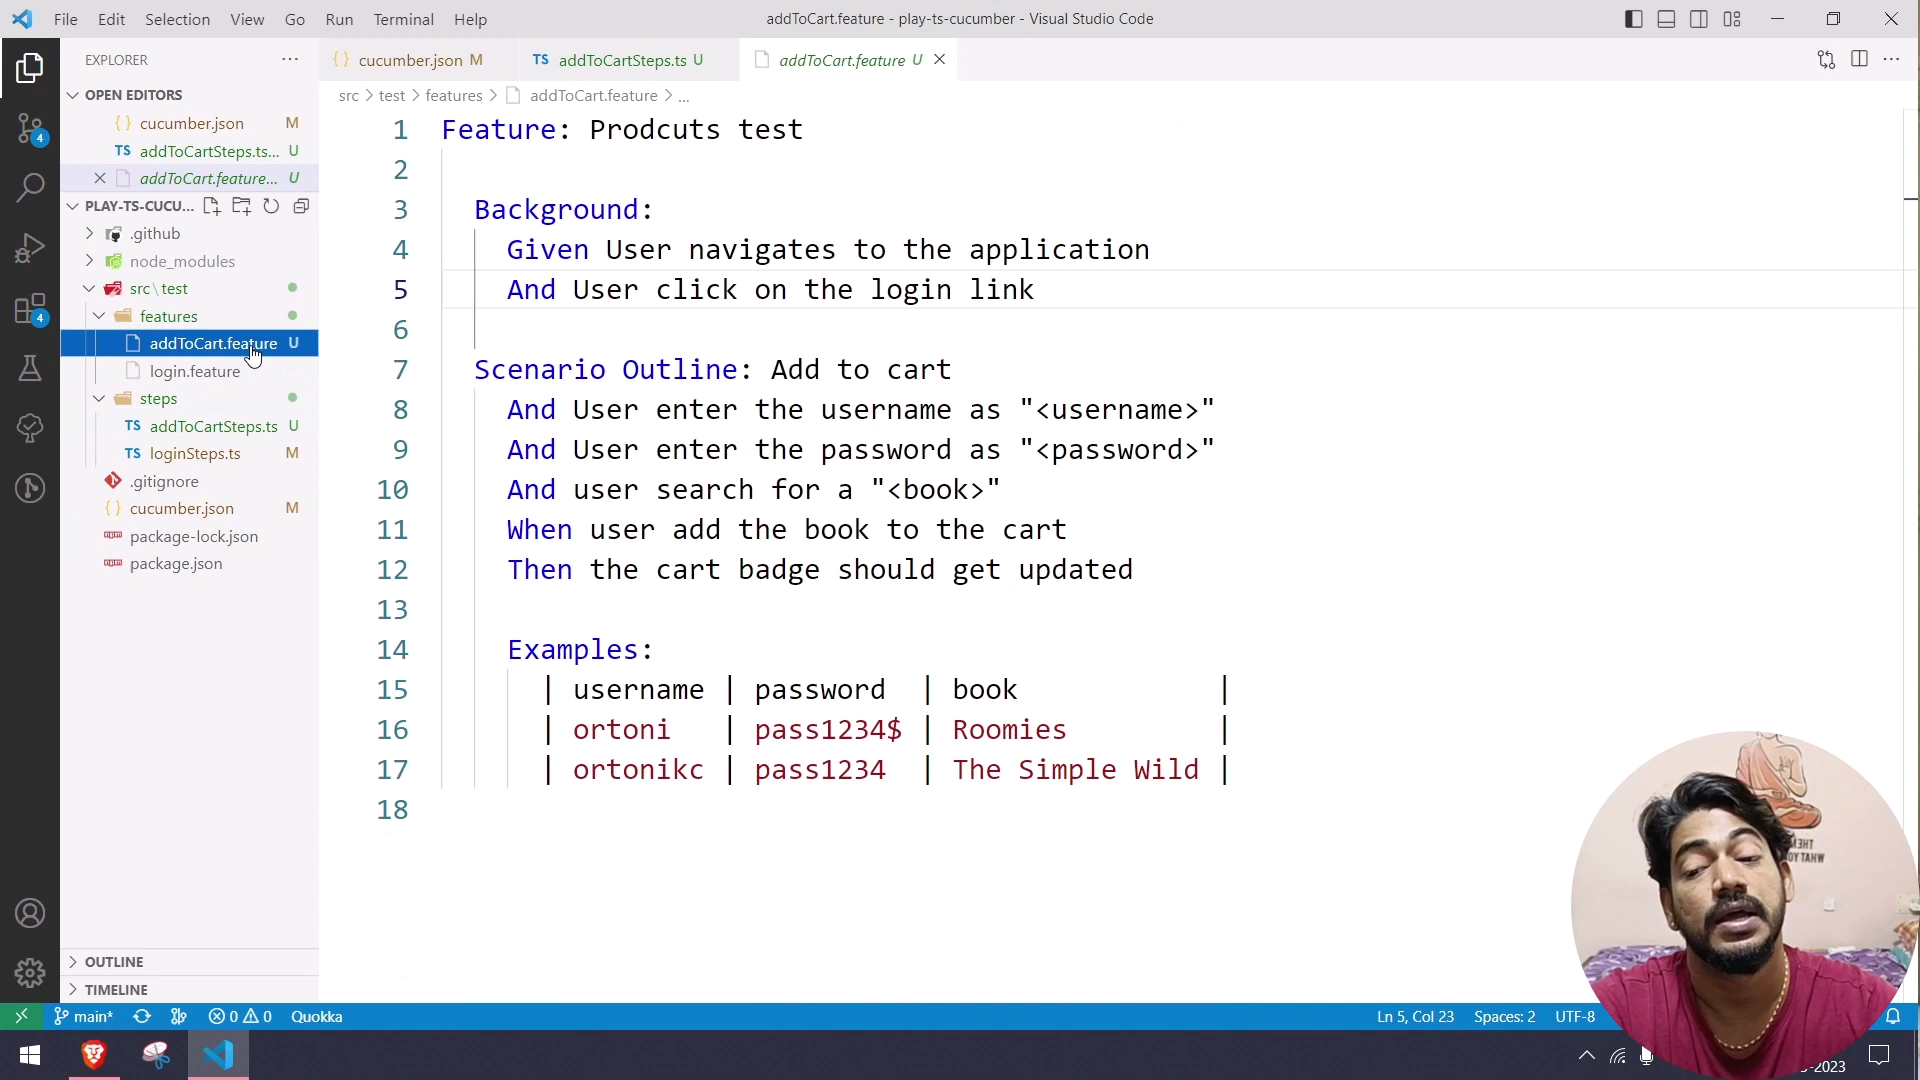 File Edit Selection View Go Run Terminal Help
addToCart.feature - play-ts-cucumber - Visual Studio Code
EXPLORER
OPEN EDITORS
cucumber.json M
addToCartSteps.ts... U
addToCart.feature... U
PLAY-TS-CUCU...
.github
node_modules
src\test
features
addToCart.feature U
login.feature
steps
TS addToCartSteps.ts U
TS loginSteps.ts M
.gitignore
cucumber.json M
package-lock.json
package.json
OUTLINE
TIMELINE
4
4
cucumber.json M
TS addToCartSteps.ts U
addToCart.feature U
src > test > features > addToCart.feature > ...
1 Feature: Prodcuts test
2
3 Background:
4 Given User navigates to the application
5 And User click on the login link
6
7 Scenario Outline: Add to cart
8 And User enter the username as "<username>"
9 And User enter the password as "<password>"
10 And user search for a "<book>"
11 When user add the book to the cart
12 Then the cart badge should get updated
13
14 Examples:
15 | username | password | book |
16 | ortoni | pass1234$ | Roomies |
17 | ortonikc | pass1234 | The Simple Wild |
18
main* 0 0 Quokka
Ln 5, Col 23 Spaces: 2 UTF-8
-2023